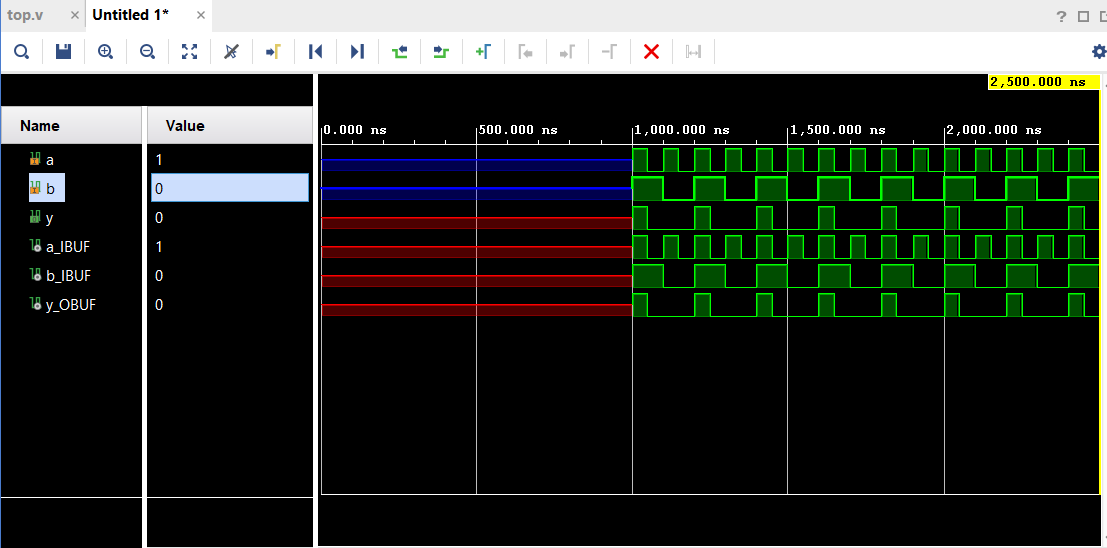 top.v × Untitled 1* ×
?
2,500.000 ns
Name Value
0.000 ns 500.000 ns 1,000.000 ns 1,500.000 ns 2,000.000 ns
a 1
b 0
y 0
a_IBUF 1
b_IBUF 0
y_OBUF 0